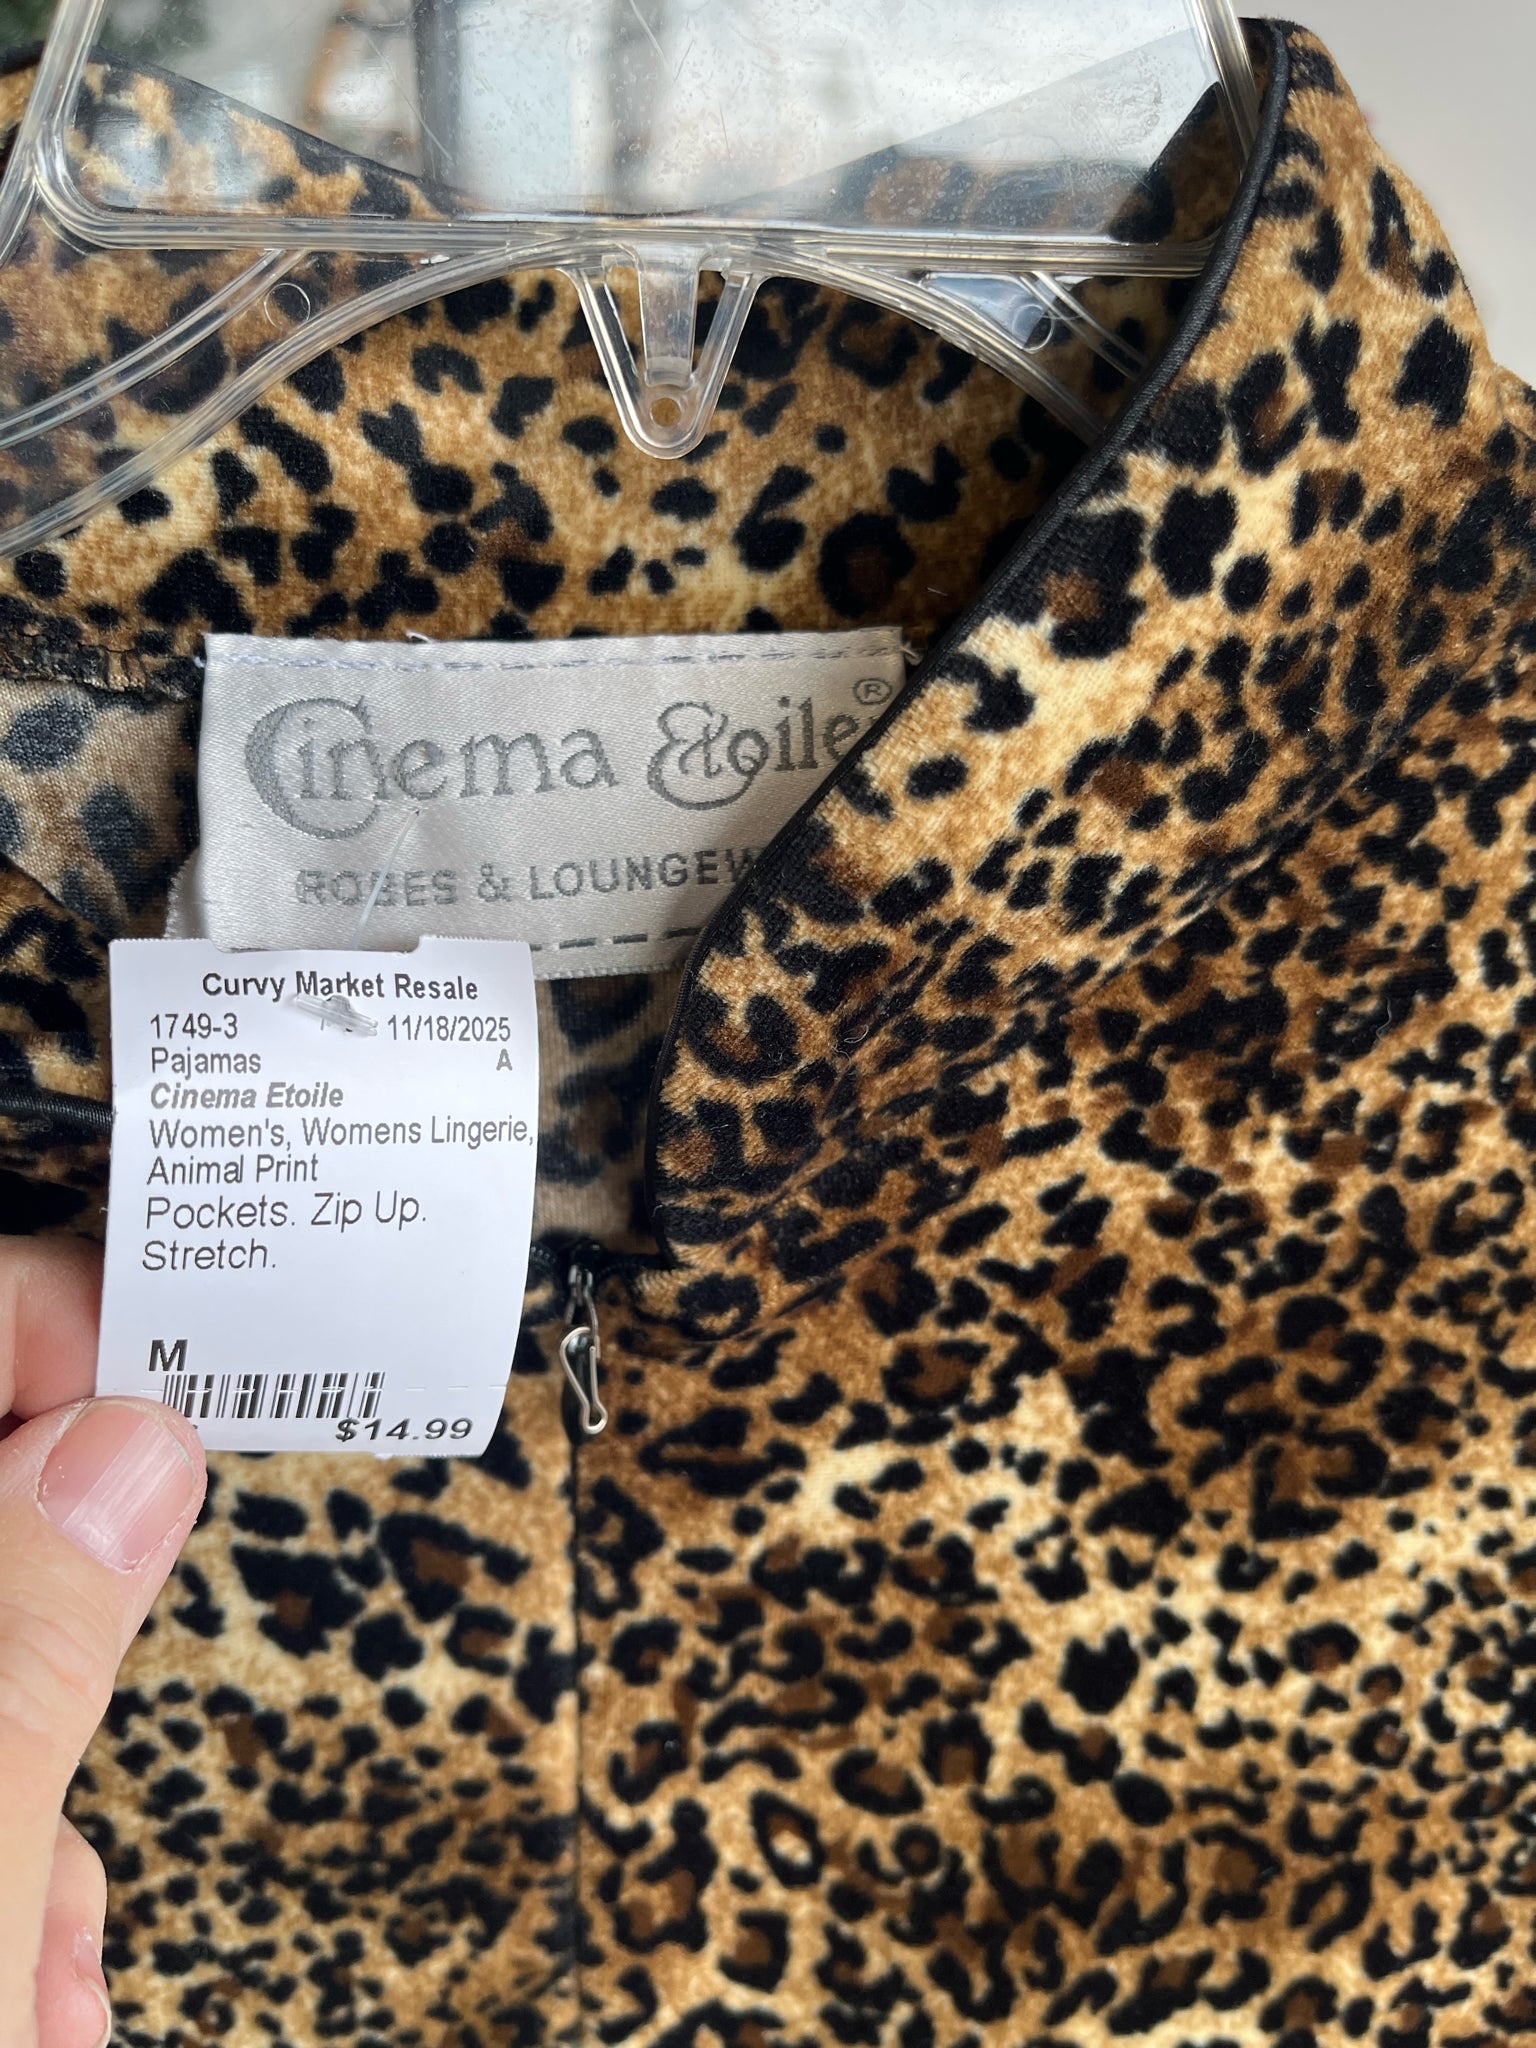 Cinema Etoile®
ROBES & LOUNGEW
Curvy Market Resale
1749-3 11/18/2025
Pajamas A
Cinema Etoile
Women's, Womens Lingerie,
Animal Print
Pockets. Zip Up.
Stretch.
M
$14.99